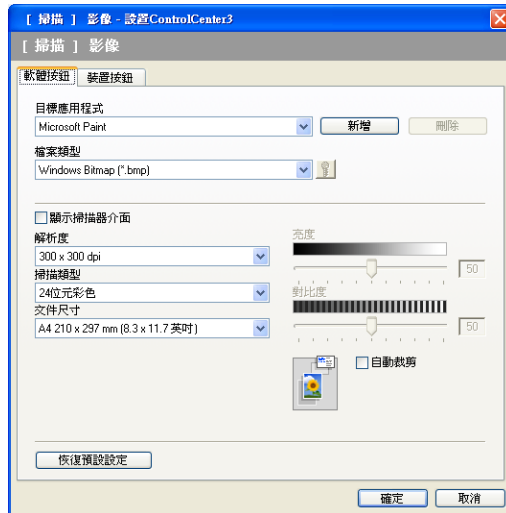 [ 掃描 ] 影像 - 設置ControlCenter3
[ 掃描 ] 影像
軟體按鈕 裝置按鈕
目標應用程式
Microsoft Paint 新增 刪除
檔案類型
Windows Bitmap (*.bmp)
顯示掃描器介面
解析度 亮度
300 x 300 dpi 50
掃描類型
24位元彩色 對比度
文件尺寸
A4 210 x 297 mm (8.3 x 11.7 英吋) 50
自動裁剪
恢復預設設定
確定 取消